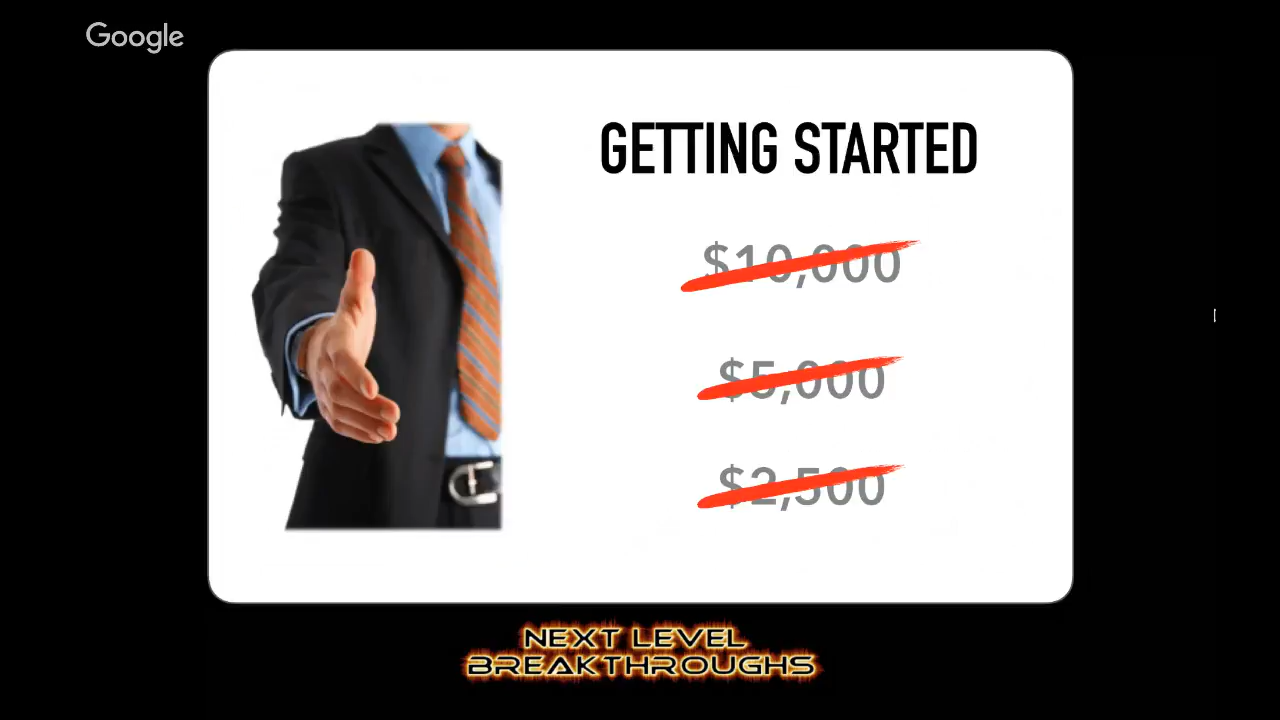 Google
GETTING STARTED
$10,000
$5,000
$2,500
NEXT LEVEL
BREAKTHROUGHS